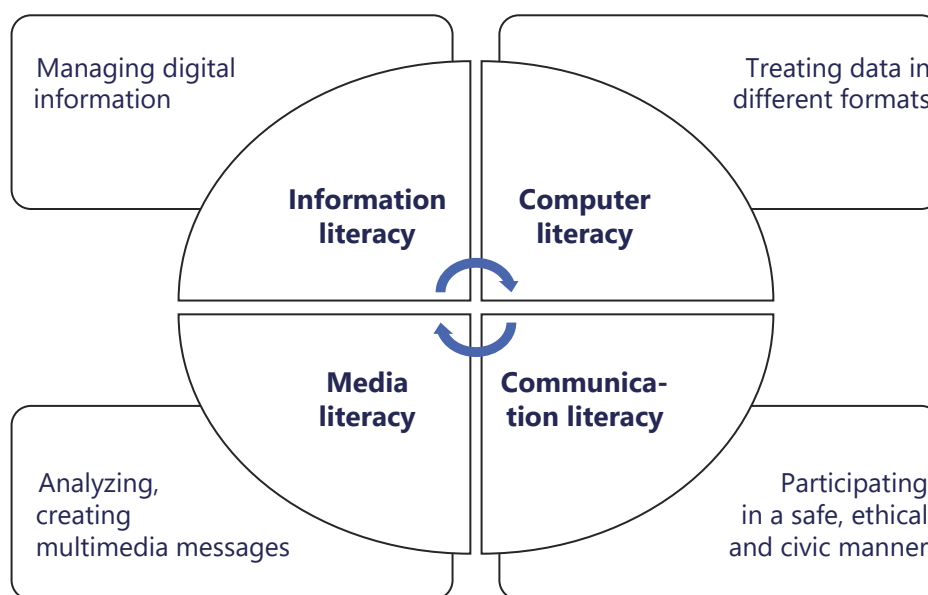 Managing digital
information
Treating data in
different formats
Information
literacy
Computer
literacy
Media
literacy
Communica-
tion literacy
Analyzing,
creating
multimedia messages
Participating
in a safe, ethical
and civic manner